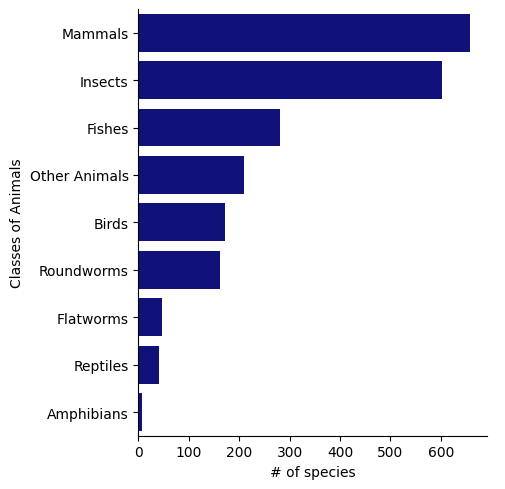 Mammals
Insects
Fishes
Other Animals
Birds
Roundworms
Flatworms
Reptiles
Amphibians
Classes of Animals
0 100 200 300 400 500 600
# of species